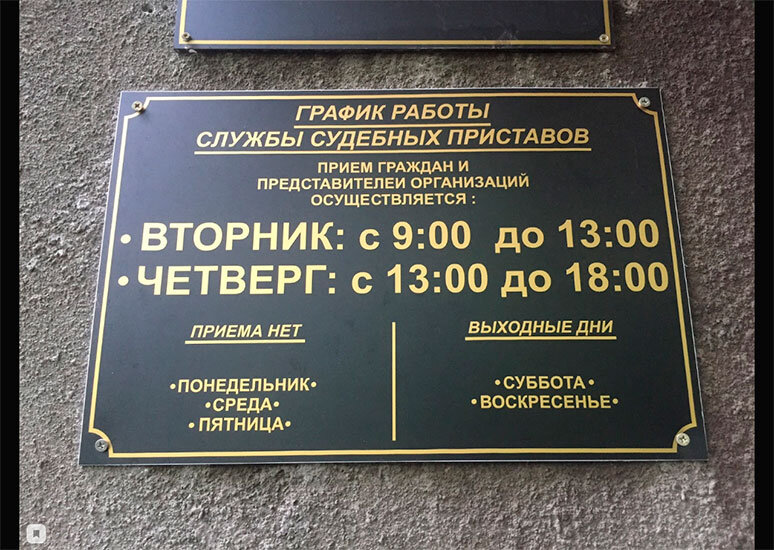 ГРАФИК РАБОТЫ
СЛУЖБЫ СУДЕБНЫХ ПРИСТАВОВ
ПРИЕМ ГРАЖДАН И
ПРЕДСТАВИТЕЛЕИ ОРГАНИЗАЦИЙ
ОСУЩЕСТВЛЯЕТСЯ :
• ВТОРНИК: с 9:00 до 13:00
• ЧЕТВЕРГ: с 13:00 до 18:00
ПРИЕМА НЕТ
•ПОНЕДЕЛЬНИК•
•СРЕДА•
• ПЯТНИЦА•
ВЫХОДНЫЕ ДНИ
•СУББОТА•
•ВОСКРЕСЕНЬЕ•